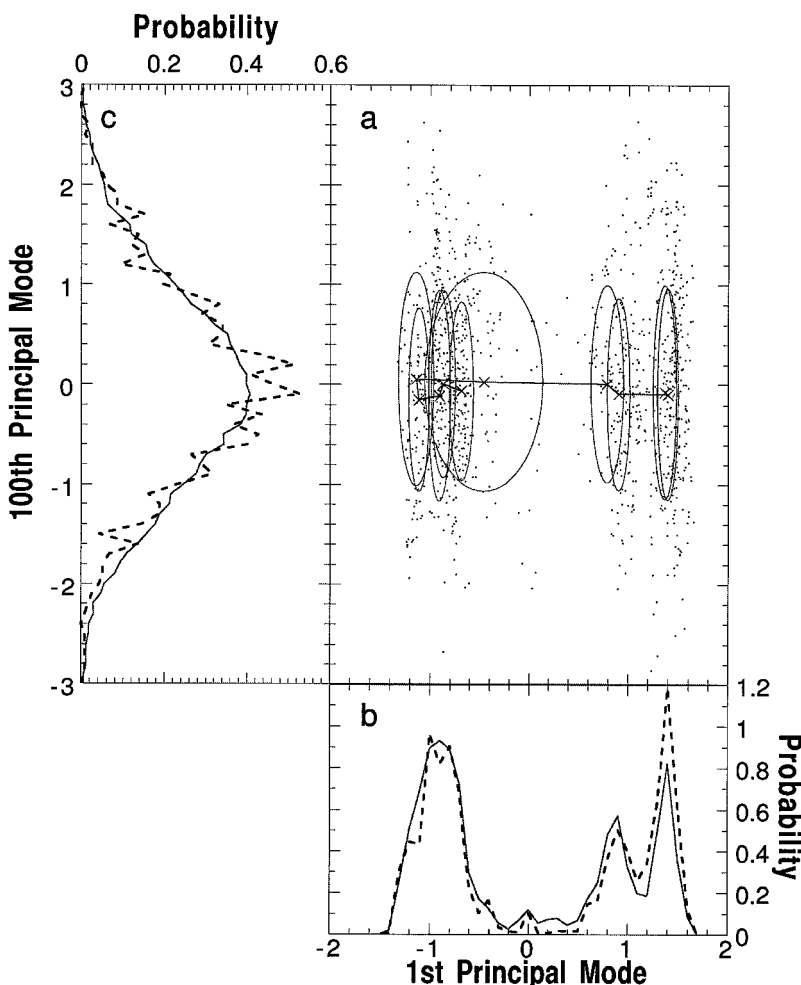 Probability
0 0.2 0.4 0.6
3
c
a
2
1
0
-1
-2
-3
100th Principal Mode
b
1.2
1
0.8
0.6
0.4
0.2
0
Probability
-2 -1 0 1 2
1st Principal Mode